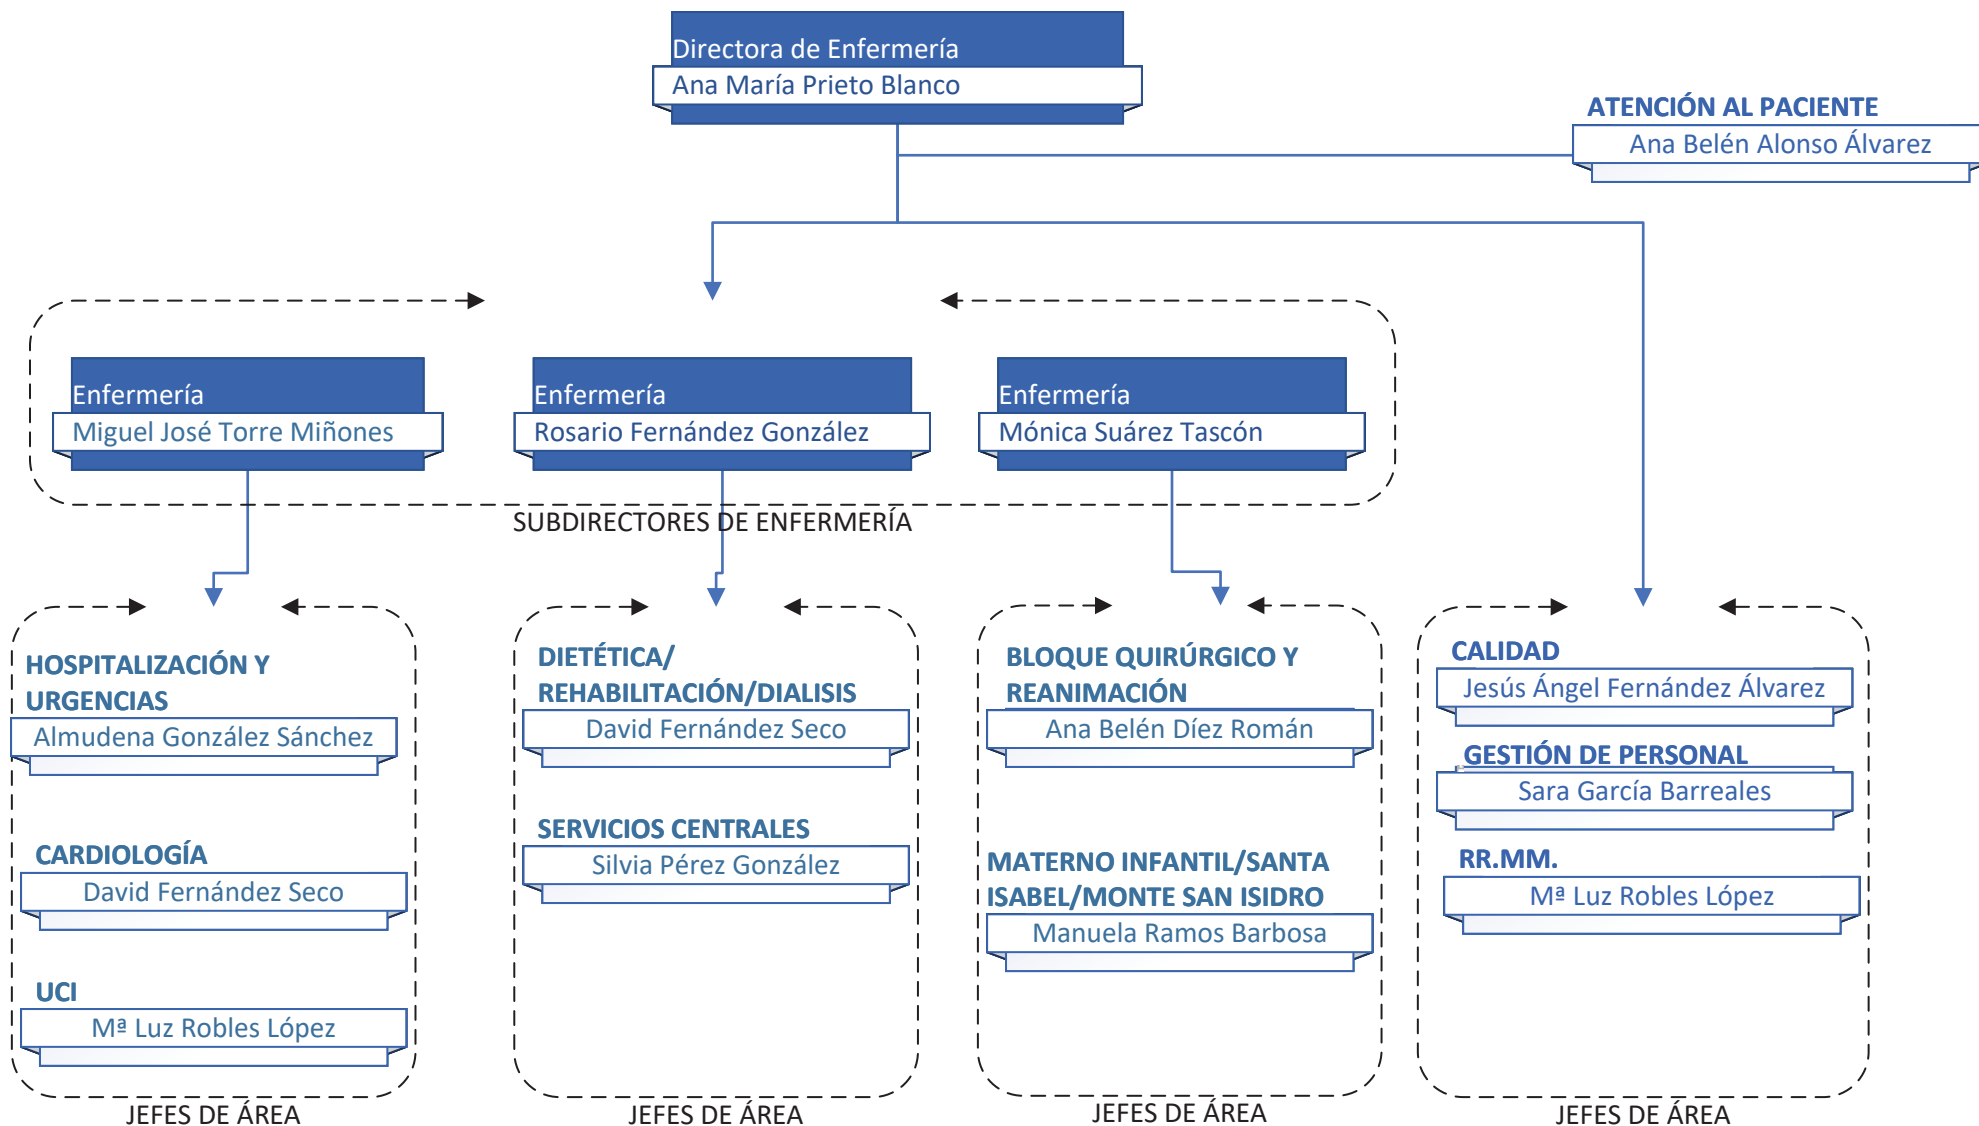 Directora de Enfermería
Ana María Prieto Blanco
ATENCIÓN AL PACIENTE
Ana Belén Alonso Álvarez
Enfermería
Miguel José Torre Miñones
Enfermería
Rosario Fernández González
Enfermería
Mónica Suárez Tascón
SUBDIRECTORES DE ENFERMERÍA
HOSPITALIZACIÓN Y
URGENCIAS
Almudena González Sánchez
CARDIOLOGÍA
David Fernández Seco
UCI
Mª Luz Robles López
JEFES DE ÁREA
DIETÉTICA/
REHABILITACIÓN/DIALISIS
David Fernández Seco
SERVICIOS CENTRALES
Silvia Pérez González
JEFES DE ÁREA
BLOQUE QUIRÚRGICO Y
REANIMACIÓN
Ana Belén Díez Román
MATERNO INFANTIL/SANTA
ISABEL/MONTE SAN ISIDRO
Manuela Ramos Barbosa
JEFES DE ÁREA
CALIDAD
Jesús Ángel Fernández Álvarez
GESTIÓN DE PERSONAL
Sara García Barreales
RR.MM.
Mª Luz Robles López
JEFES DE ÁREA